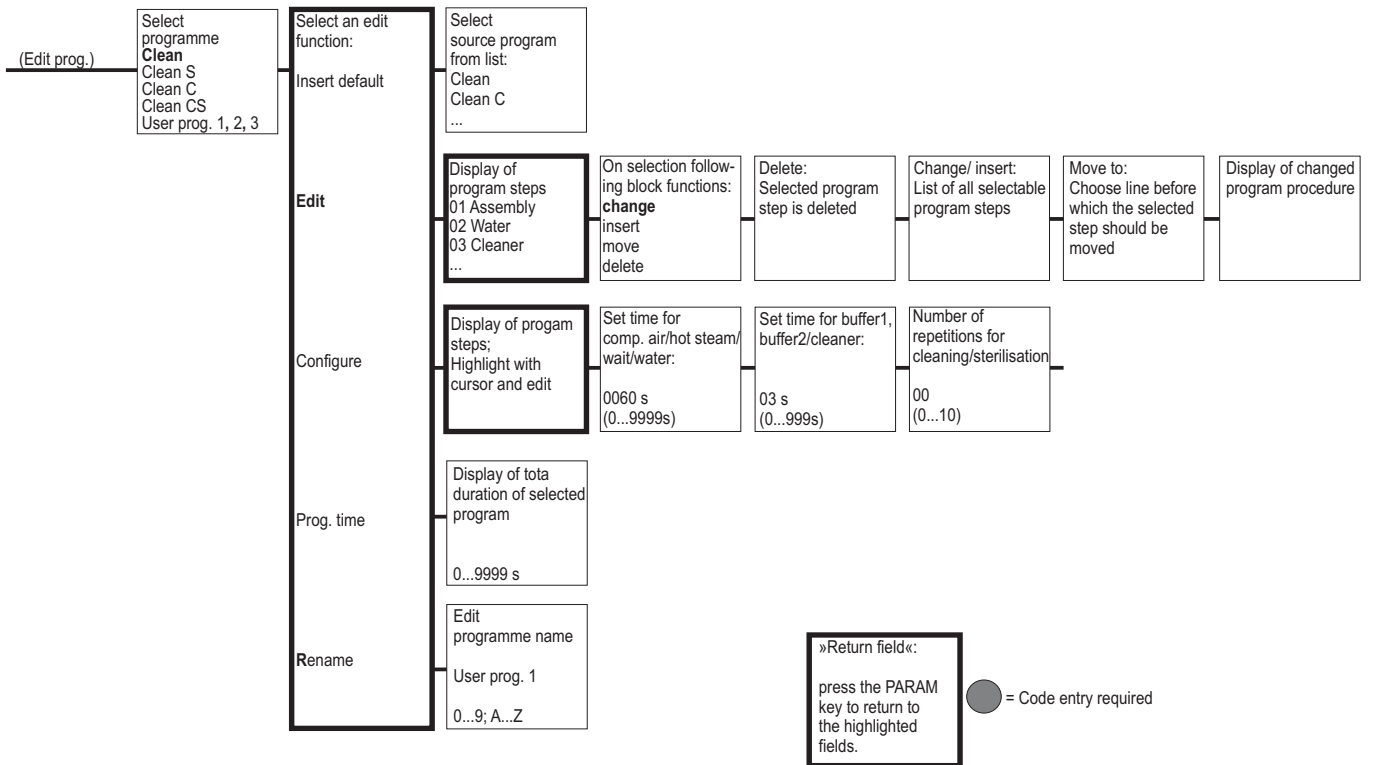 (Edit prog.)
Select
programme
Clean
Clean S
Clean C
Clean CS
User prog. 1, 2, 3
Select an edit
function:
Insert default
Select
source program
from list:
Clean
Clean C
...
Edit
Display of
program steps
01 Assembly
02 Water
03 Cleaner
...
On selection follow-
ing block functions:
change
insert
move
delete
Delete:
Selected program
step is deleted
Change/ insert:
List of all selectable
program steps
Move to:
Choose line before
which the selected
step should be
moved
Display of changed
program procedure
Configure
Display of progam
steps;
Highlight with
cursor and edit
Set time for
comp. air/hot steam/
wait/water:
0060 s
(0...9999s)
Set time for buffer1,
buffer2/cleaner:
03 s
(0...999s)
Number of
repetitions for
cleaning/sterilisation
00
(0...10)
Prog. time
Display of tota
duration of selected
program
0...9999 s
Rename
Edit
programme name
User prog. 1
0...9; A...Z
»Return field«:
press the PARAM
key to return to
the highlighted
fields.
= Code entry required